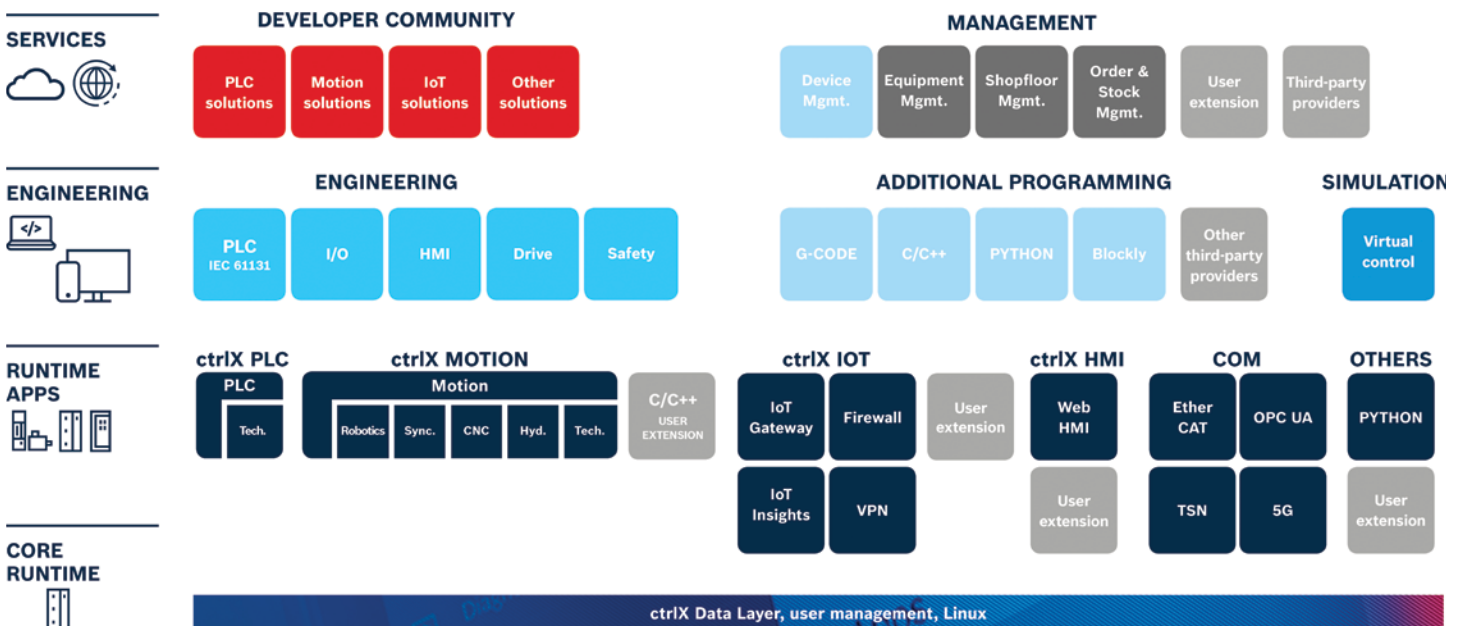 DEVELOPER COMMUNITY
MANAGEMENT
SERVICES
PLC
solutions
Motion
solutions
IoT
solutions
Other
solutions
Device
Mgmt.
Equipment
Mgmt.
Shopfloor
Mgmt.
Order &
Stock
Mgmt.
User
extension
Third-party
providers
ENGINEERING
ENGINEERING
ADDITIONAL PROGRAMMING
SIMULATION
</>
PLC
IEC 61131
I/O
HMI
Drive
Safety
G-CODE
C/C++
PYTHON
Blockly
Other
third-party
providers
Virtual
control
RUNTIME
APPS
ctrlX PLC
PLC
Tech.
ctrlX MOTION
Motion
Robotics
Sync.
CNC
Hyd.
Tech.
C/C++
USER
EXTENSION
ctrlX IOT
IoT
Gateway
Firewall
User
extension
IoT
Insights
VPN
ctrlX HMI
Web
HMI
User
extension
COM
Ether
CAT
OPC UA
TSN
5G
OTHERS
PYTHON
User
extension
CORE
RUNTIME
ctrlX Data Layer, user management, Linux